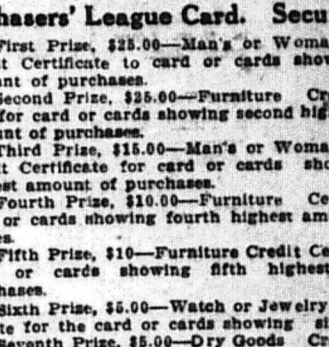 hasers' League Card. Secu
First Prize, $25.00—Man's or Woma
t Certificate to card or cards show
nt of purchases.
Second Prize, $25.00—Furniture Cr
for card or cards showing second hig
nt of purchases.
Third Prize, $15.00—Man's or Woma
t Certificate for card or cards sho
est amount of purchases.
Fourth Prize, $10.00—Furniture Ce
or cards showing fourth highest am
s.
Fifth Prize, $10—Furniture Credit Ce
or cards showing fifth highest
hases.
Sixth Prize, $5.00—Watch or Jewelry
te for the card or cards showing si
Seventh Prize, $5.00—Dry Goods Cr